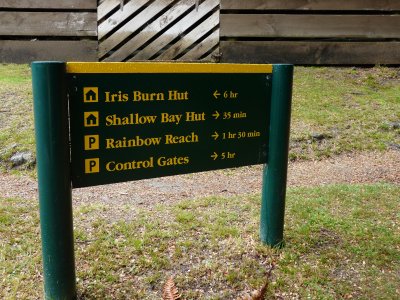 Iris Burn Hut ← 6 hr
Shallow Bay Hut → 35 min
P Rainbow Reach → 1 hr 30 min
P Control Gates → 5 hr